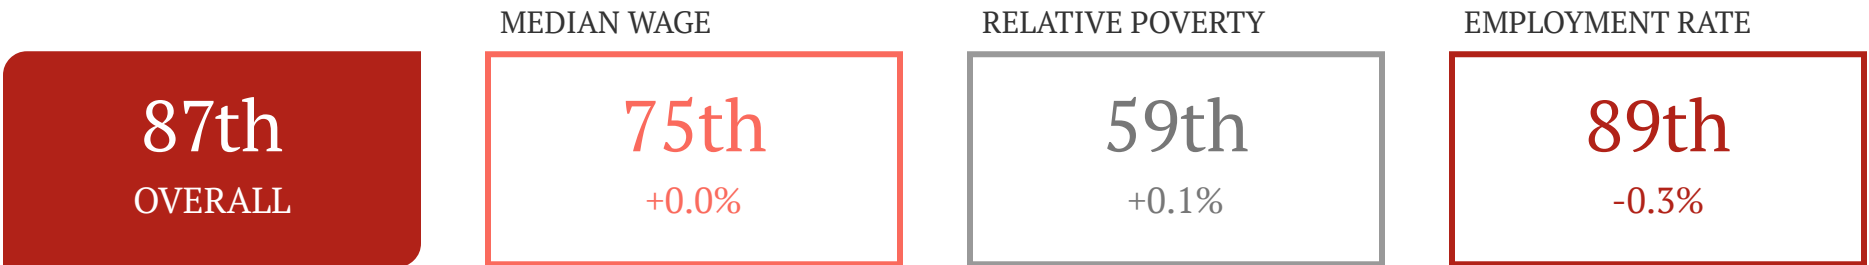 87th
OVERALL
MEDIAN WAGE
75th
+0.0%
RELATIVE POVERTY
59th
+0.1%
EMPLOYMENT RATE
89th
-0.3%